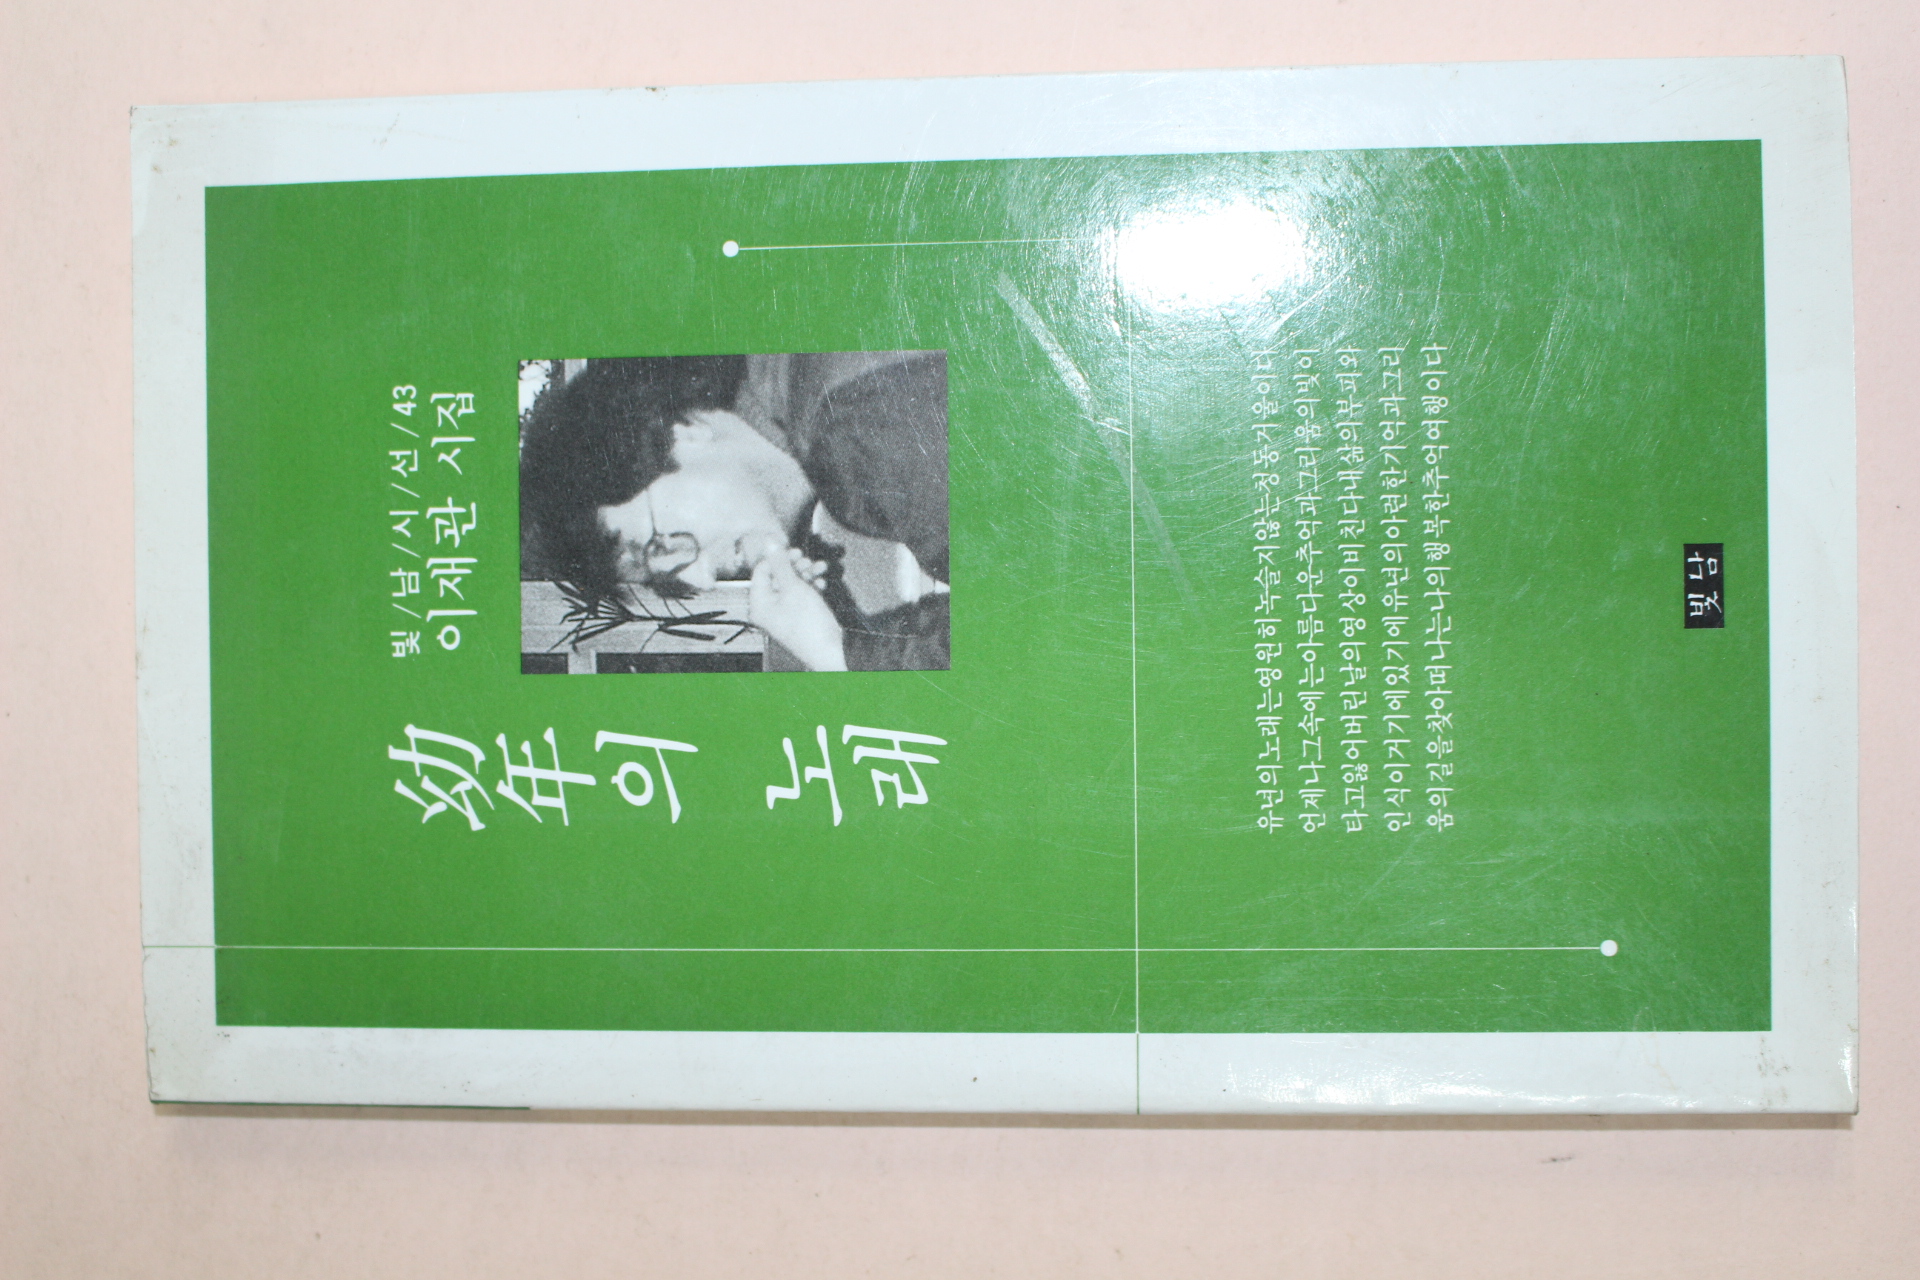 빛/남/시/선/43
이재관 시집
幼年의 노래
유년의노래는영원히녹슬지않는청동거울이다
언제나그속에는아름다운추억과그리움의빛이
타고잃어버린날의영상이비친다내삶의부피와
인식이거기에있기에유년의아련한기억과그리
움의길을찾아떠나는나의행복한추억여행이다
빛남